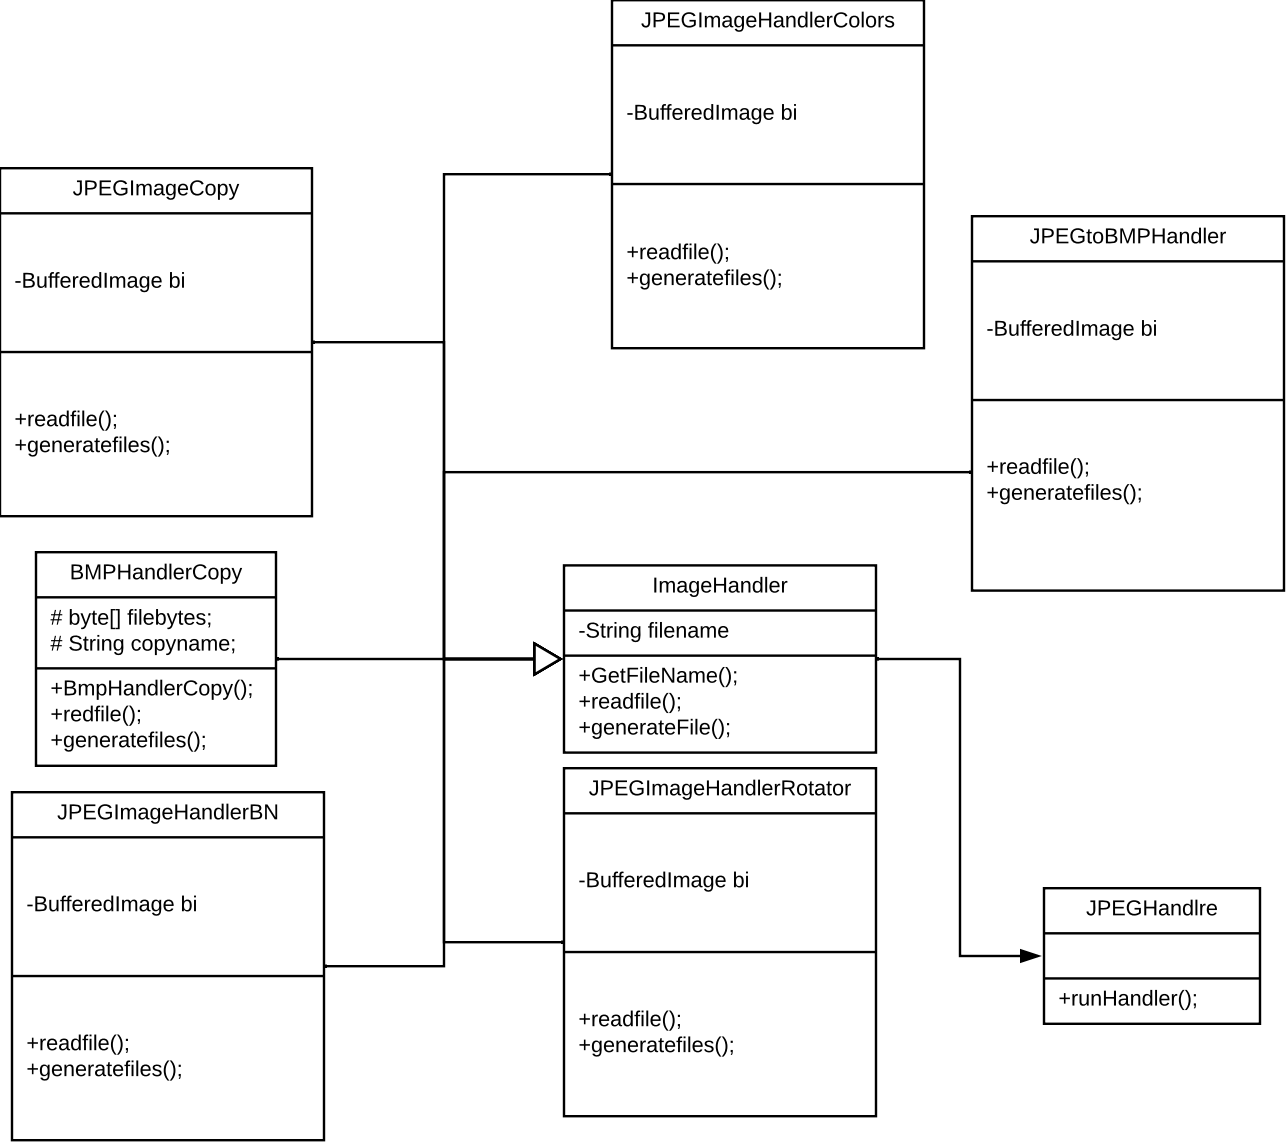 JPEGImageHandlerColors
-BufferedImage bi
+readfile();
+generatefiles();
JPEGImageCopy
-BufferedImage bi
+readfile();
+generatefiles();
JPEGtoBMPHandler
-BufferedImage bi
+readfile();
+generatefiles();
BMPHandlerCopy
# byte[] filebytes;
# String copyname;
+BmpHandlerCopy();
+redfile();
+generatefiles();
ImageHandler
-String filename
+GetFileName();
+readfile();
+generateFile();
JPEGImageHandlerBN
-BufferedImage bi
+readfile();
+generatefiles();
JPEGImageHandlerRotator
-BufferedImage bi
+readfile();
+generatefiles();
JPEGHandlre
+runHandler();